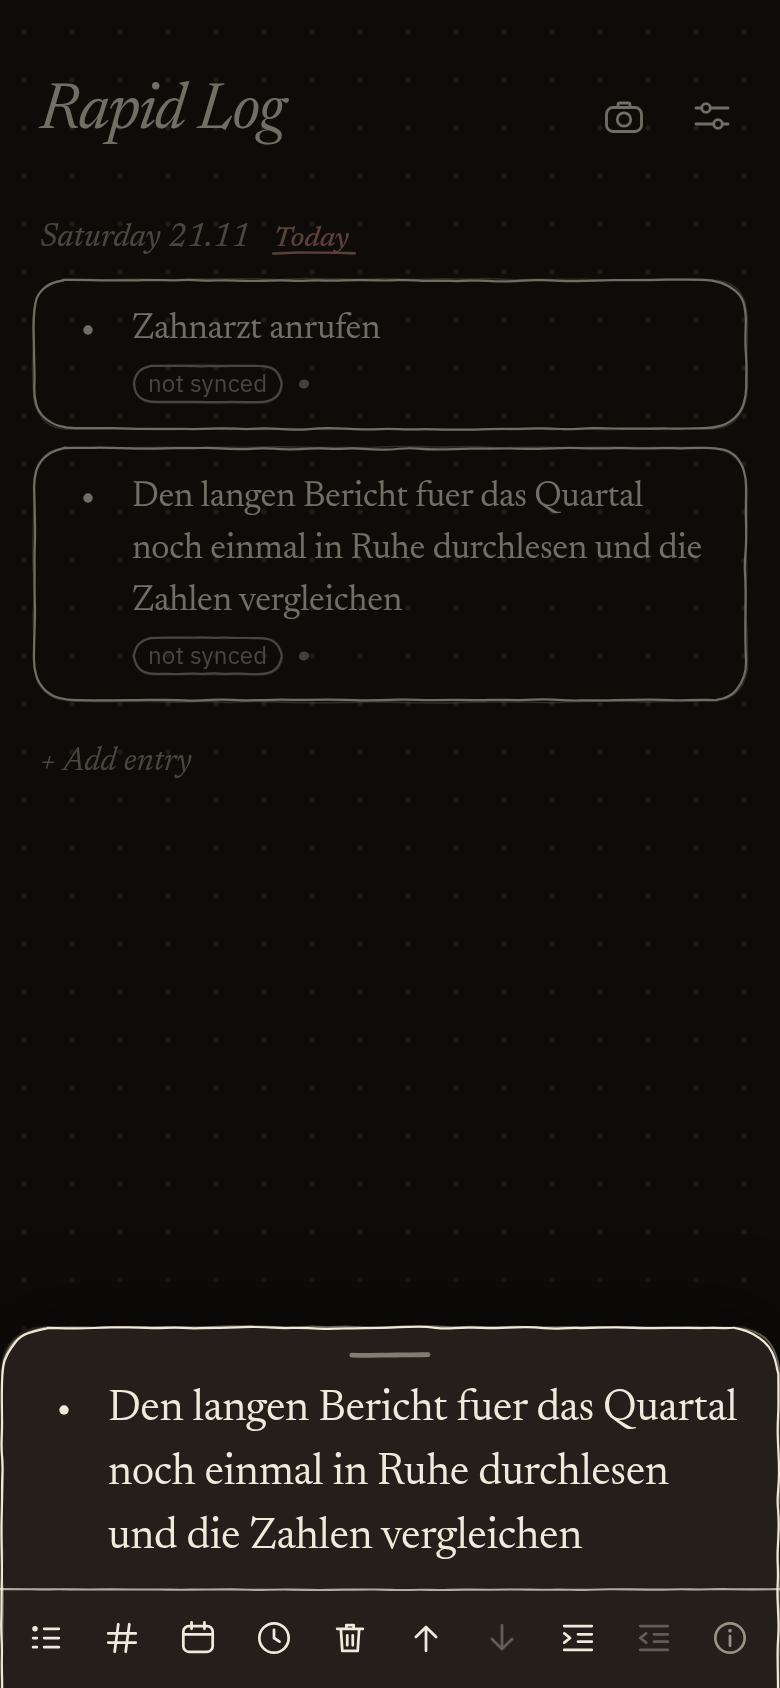 Rapid Log
Saturday 21.11 Today
• Zahnarzt anrufen
not synced •
• Den langen Bericht fuer das Quartal
noch einmal in Ruhe durchlesen und die
Zahlen vergleichen
not synced •
+ Add entry
• Den langen Bericht fuer das Quartal
noch einmal in Ruhe durchlesen
und die Zahlen vergleichen